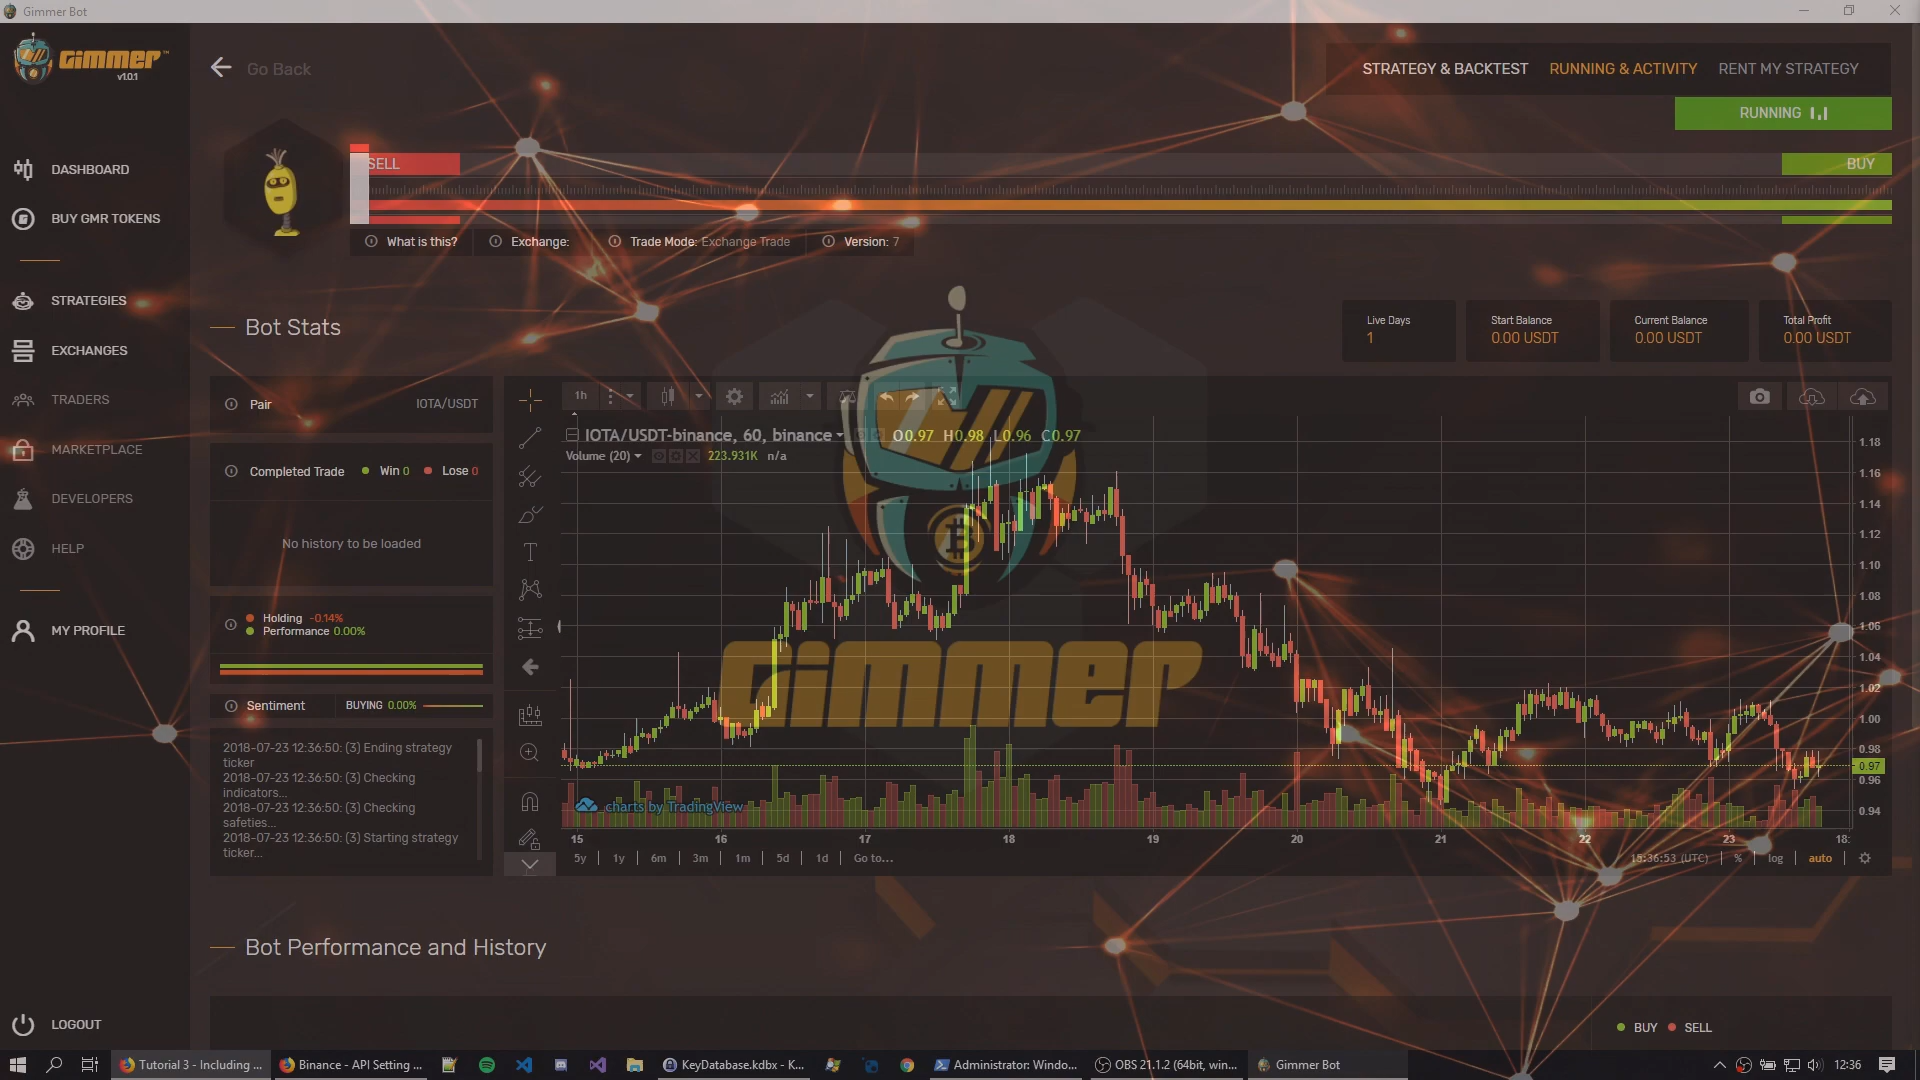 Gimmer Bot
GIMMER™
v1.0.1
Go Back
STRATEGY & BACKTEST RUNNING & ACTIVITY RENT MY STRATEGY
RUNNING
SELL
BUY
What is this? Exchange: Trade Mode: Exchange Trade Version: 7
DASHBOARD
BUY GMR TOKENS
STRATEGIES
EXCHANGES
TRADERS
MARKETPLACE
DEVELOPERS
HELP
MY PROFILE
LOGOUT
Bot Stats
Live Days
1
Start Balance
0.00 USDT
Current Balance
0.00 USDT
Total Profit
0.00 USDT
Pair IOTA/USDT
Completed Trade Win 0 Lose 0
No history to be loaded
Holding -0.14%
Performance 0.00%
Sentiment BUYING 0.00%
2018-07-23 12:36:50: (3) Ending strategy
ticker
2018-07-23 12:36:50: (3) Checking
indicators...
2018-07-23 12:36:50: (3) Checking
safeties...
2018-07-23 12:36:50: (3) Starting strategy
ticker...
1h
IOTA/USDT-binance, 60, binance O0.97 H0.98 L0.96 C0.97
Volume (20) 223.931K n/a
GIMMER
1.18
1.16
1.14
1.12
1.10
1.08
1.06
1.04
1.02
1.00
0.98
0.97
0.96
0.94
charts by TradingView
15 16 17 18 19 20 21 22 23 18:
5y 1y 6m 3m 1m 5d 1d Go to... 15:36:53 (UTC) % log auto
Bot Performance and History
BUY SELL
Tutorial 3 - Including ... Binance - API Setting ... KeyDatabase.kdbx - K... Administrator: Windo... OBS 21.1.2 (64bit, win... Gimmer Bot 12:36